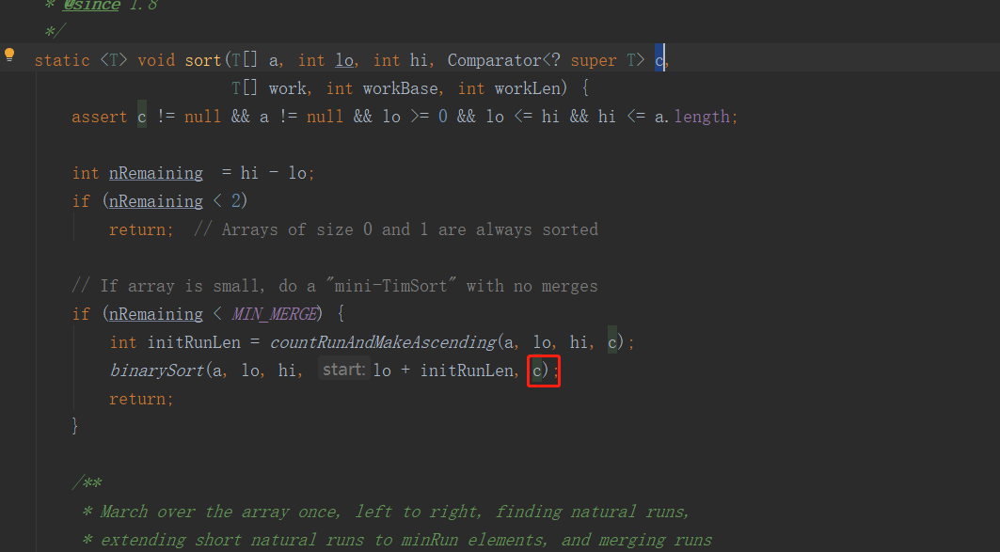 * @since 1.8
*/
static <T> void sort(T[] a, int lo, int hi, Comparator<? super T> c,
T[] work, int workBase, int workLen) {
assert c != null && a != null && lo >= 0 && lo <= hi && hi <= a.length;
int nRemaining  = hi - lo;
if (nRemaining < 2)
return;  // Arrays of size 0 and 1 are always sorted
// If array is small, do a "mini-TimSort" with no merges
if (nRemaining < MIN_MERGE) {
int initRunLen = countRunAndMakeAscending(a, lo, hi, c);
binarySort(a, lo, hi, start: lo + initRunLen, c);
return;
}
/**
* March over the array once, left to right, finding natural runs,
* extending short natural runs to minRun elements, and merging runs